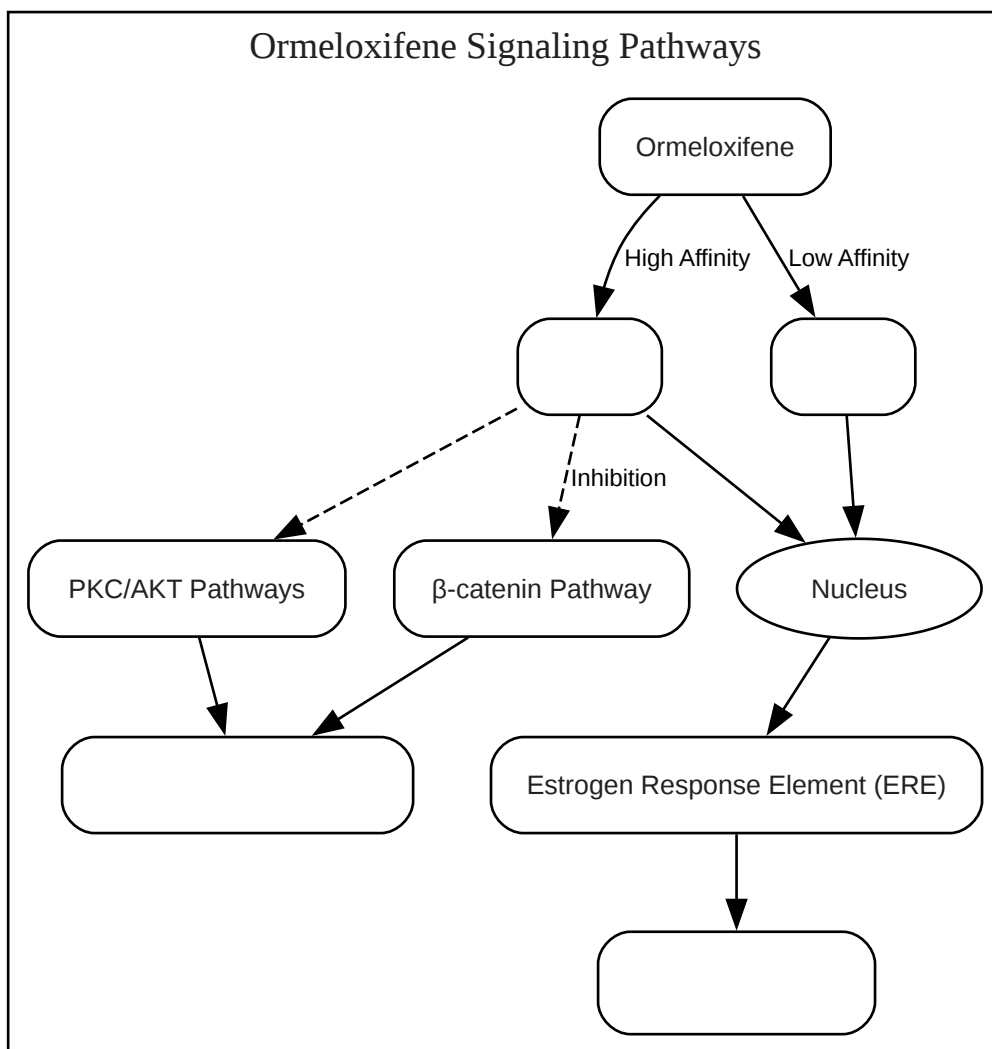 Ormeloxifene Signaling Pathways
Ormeloxifene
High Affinity
Low Affinity
Inhibition
PKC/AKT Pathways
β-catenin Pathway
Nucleus
Estrogen Response Element (ERE)